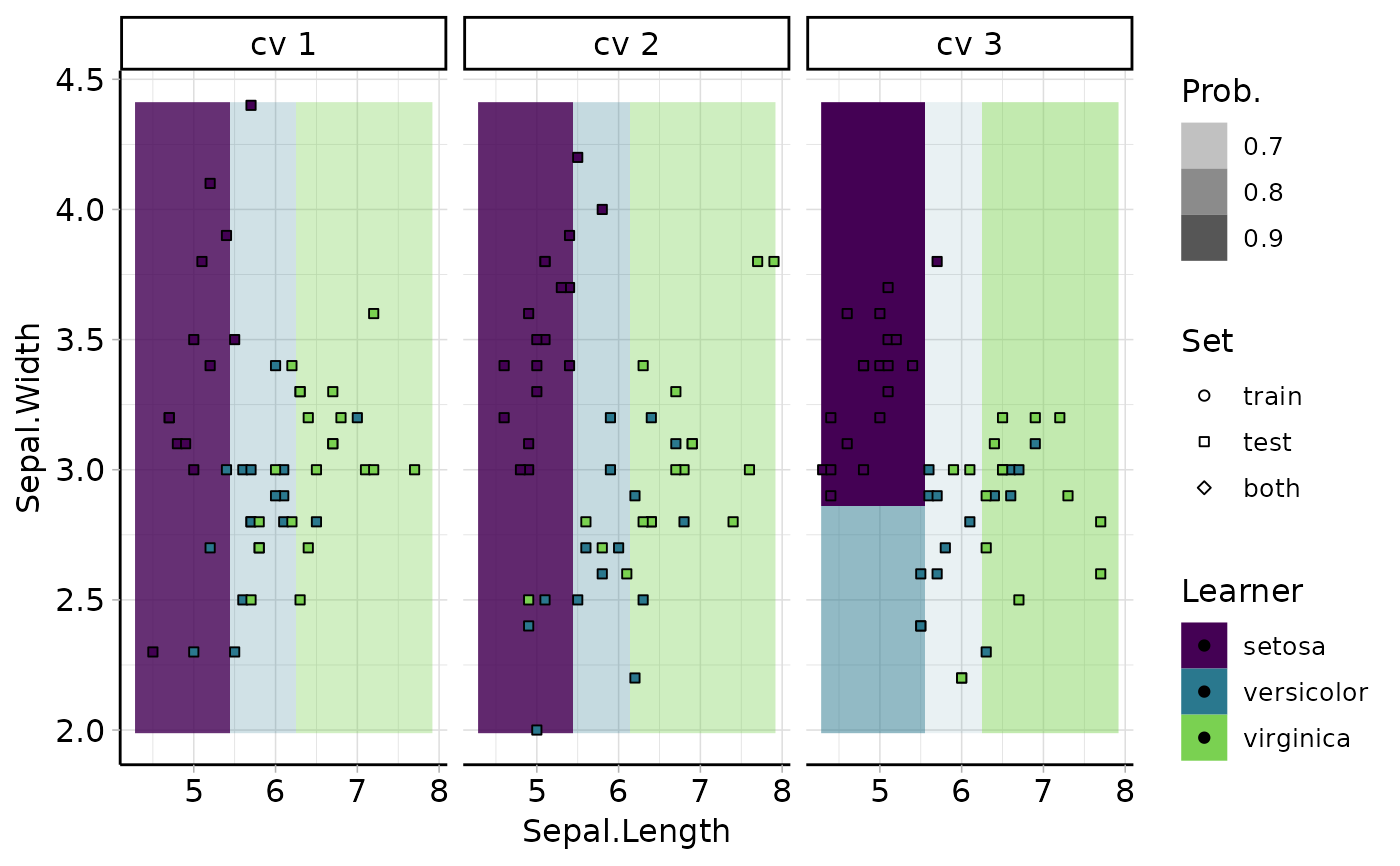 cv 1 cv 2 cv 3
4.5
4.0
3.5
3.0
2.5
2.0
Sepal.Width
5 6 7 8 5 6 7 8 5 6 7 8
Sepal.Length
Prob.
0.7
0.8
0.9
Set
train
test
both
Learner
setosa
versicolor
virginica